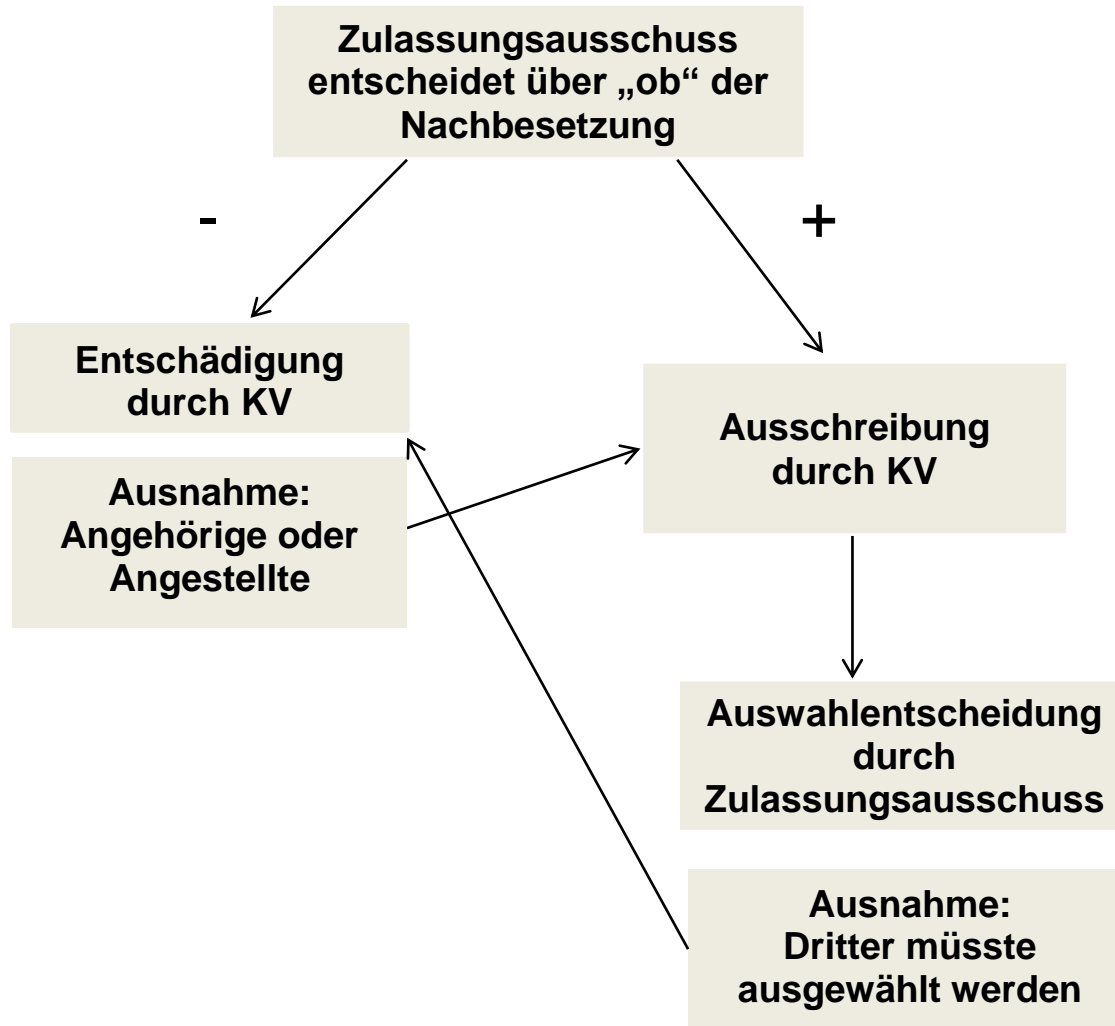 Zulassungsausschuss
entscheidet über „ob“ der
Nachbesetzung
-
+
Entschädigung
durch KV
Ausschreibung
durch KV
Ausnahme:
Angehörige oder
Angestellte
Auswahlentscheidung
durch
Zulassungsausschuss
Ausnahme:
Dritter müsste
ausgewählt werden